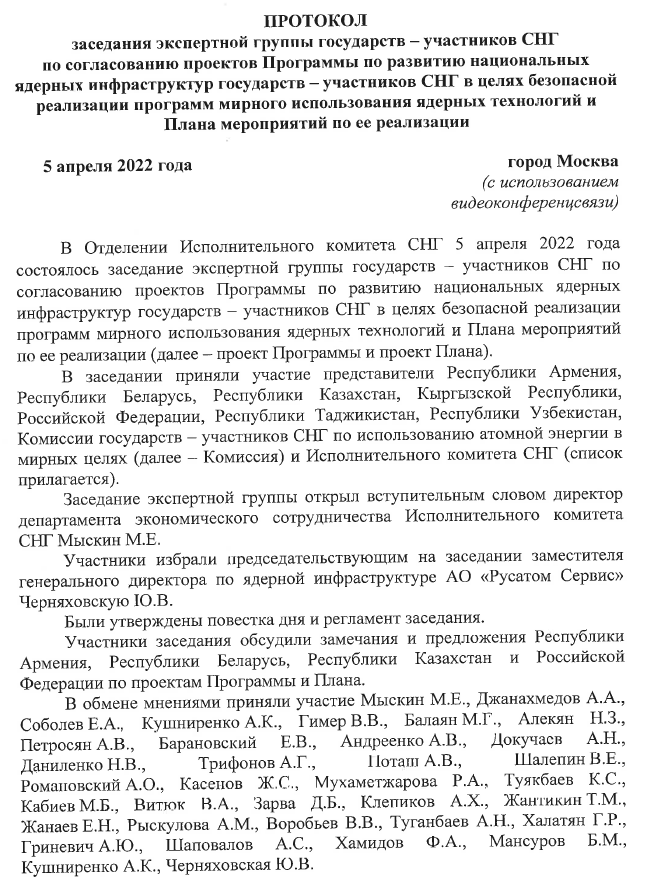 ПРОТОКОЛ
заседания экспертной группы государств – участников СНГ
по согласованию проектов Программы по развитию национальных
ядерных инфраструктур государств – участников СНГ в целях безопасной
реализации программ мирного использования ядерных технологий и
Плана мероприятий по ее реализации
5 апреля 2022 года
город Москва
(с использованием
видеоконференцсвязи)
В Отделении Исполнительного комитета СНГ 5 апреля 2022 года
состоялось заседание экспертной группы государств – участников СНГ по
согласованию проектов Программы по развитию национальных ядерных
инфраструктур государств – участников СНГ в целях безопасной реализации
программ мирного использования ядерных технологий и Плана мероприятий
по ее реализации (далее – проект Программы и проект Плана).
В заседании приняли участие представители Республики Армения,
Республики Беларусь, Республики Казахстан, Кыргызской Республики,
Российской Федерации, Республики Таджикистан, Республики Узбекистан,
Комиссии государств – участников СНГ по использованию атомной энергии в
мирных целях (далее – Комиссия) и Исполнительного комитета СНГ (список
прилагается).
Заседание экспертной группы открыл вступительным словом директор
департамента экономического сотрудничества Исполнительного комитета
СНГ Мыскин М.Е.
Участники избрали председательствующим на заседании заместителя
генерального директора по ядерной инфраструктуре АО «Русатом Сервис»
Черняховскую Ю.В.
Были утверждены повестка дня и регламент заседания.
Участники заседания обсудили замечания и предложения Республики
Армения, Республики Беларусь, Республики Казахстан и Российской
Федерации по проектам Программы и Плана.
В обмене мнениями приняли участие Мыскин М.Е., Джанахмедов А.А.,
Соболев Е.А., Кушниренко А.К., Гимер В.В., Балаян М.Г., Алекян Н.З.,
Петросян А.В., Барановский Е.В., Андреенко А.В., Докучаев А.Н.,
Даниленко Н.В., Трифонов А.Г., Поташ А.В., Шалепин В.Е.,
Романовский А.О., Касенов Ж.С., Мухаметжарова Р.А., Туякбаев К.С.,
Кабиев М.Б., Витюк В.А., Зарва Д.Б., Клепиков А.Х., Жантикин Т.М.,
Жанаев Е.Н., Рыскулова А.М., Воробьев В.В., Туганбаев А.Н., Халатян Г.Р.,
Гриневич А.Ю., Шаповалов А.С., Хамидов Ф.А., Мансуров Б.М.,
Кушниренко А.К., Черняховская Ю.В.